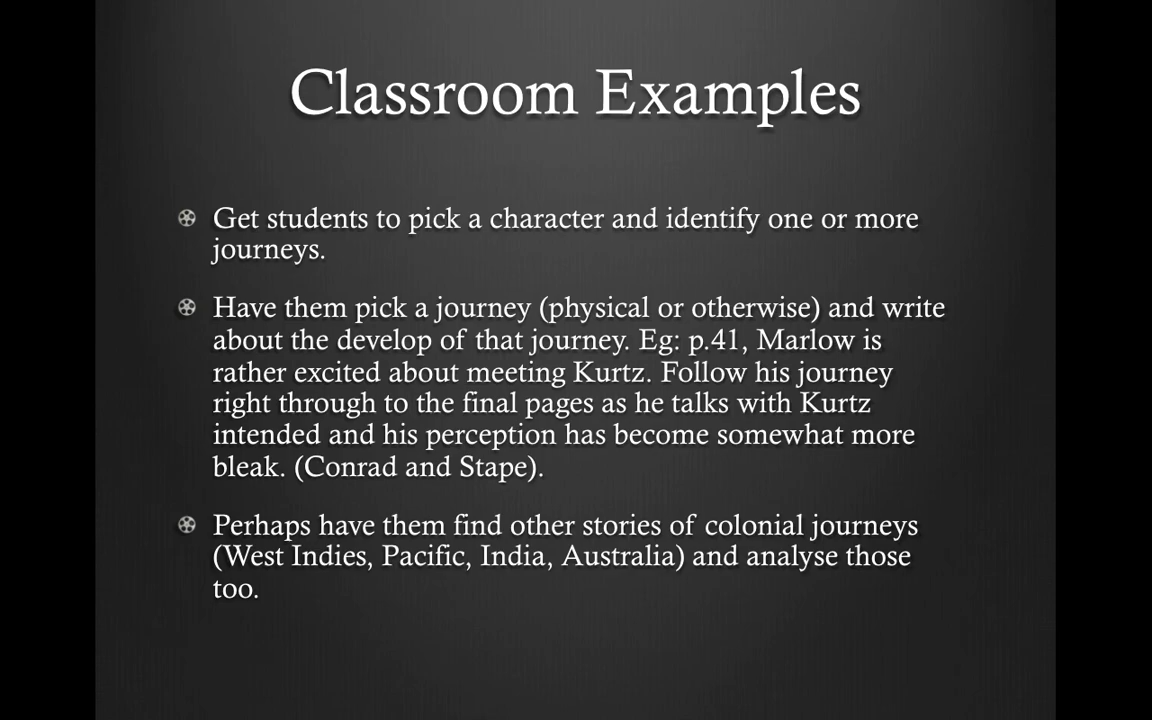 Classroom Examples
Get students to pick a character and identify one or more
journeys.
Have them pick a journey (physical or otherwise) and write
about the develop of that journey. Eg: p.41, Marlow is
rather excited about meeting Kurtz. Follow his journey
right through to the final pages as he talks with Kurtz
intended and his perception has become somewhat more
bleak. (Conrad and Stape).
Perhaps have them find other stories of colonial journeys
(West Indies, Pacific, India, Australia) and analyse those
too.